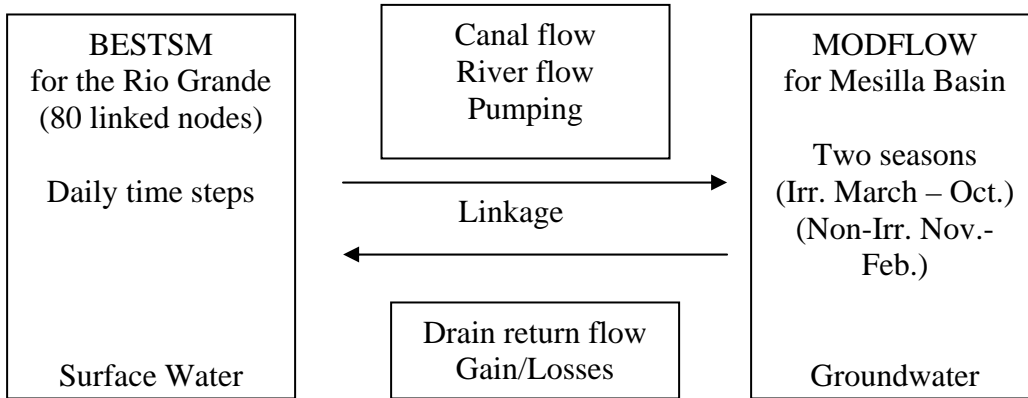 BESTSM
for the Rio Grande
(80 linked nodes)
Daily time steps
Surface Water
Canal flow
River flow
Pumping
Linkage
Drain return flow
Gain/Losses
MODFLOW
for Mesilla Basin
Two seasons
(Irr. March – Oct.)
(Non-Irr. Nov.-
Feb.)
Groundwater